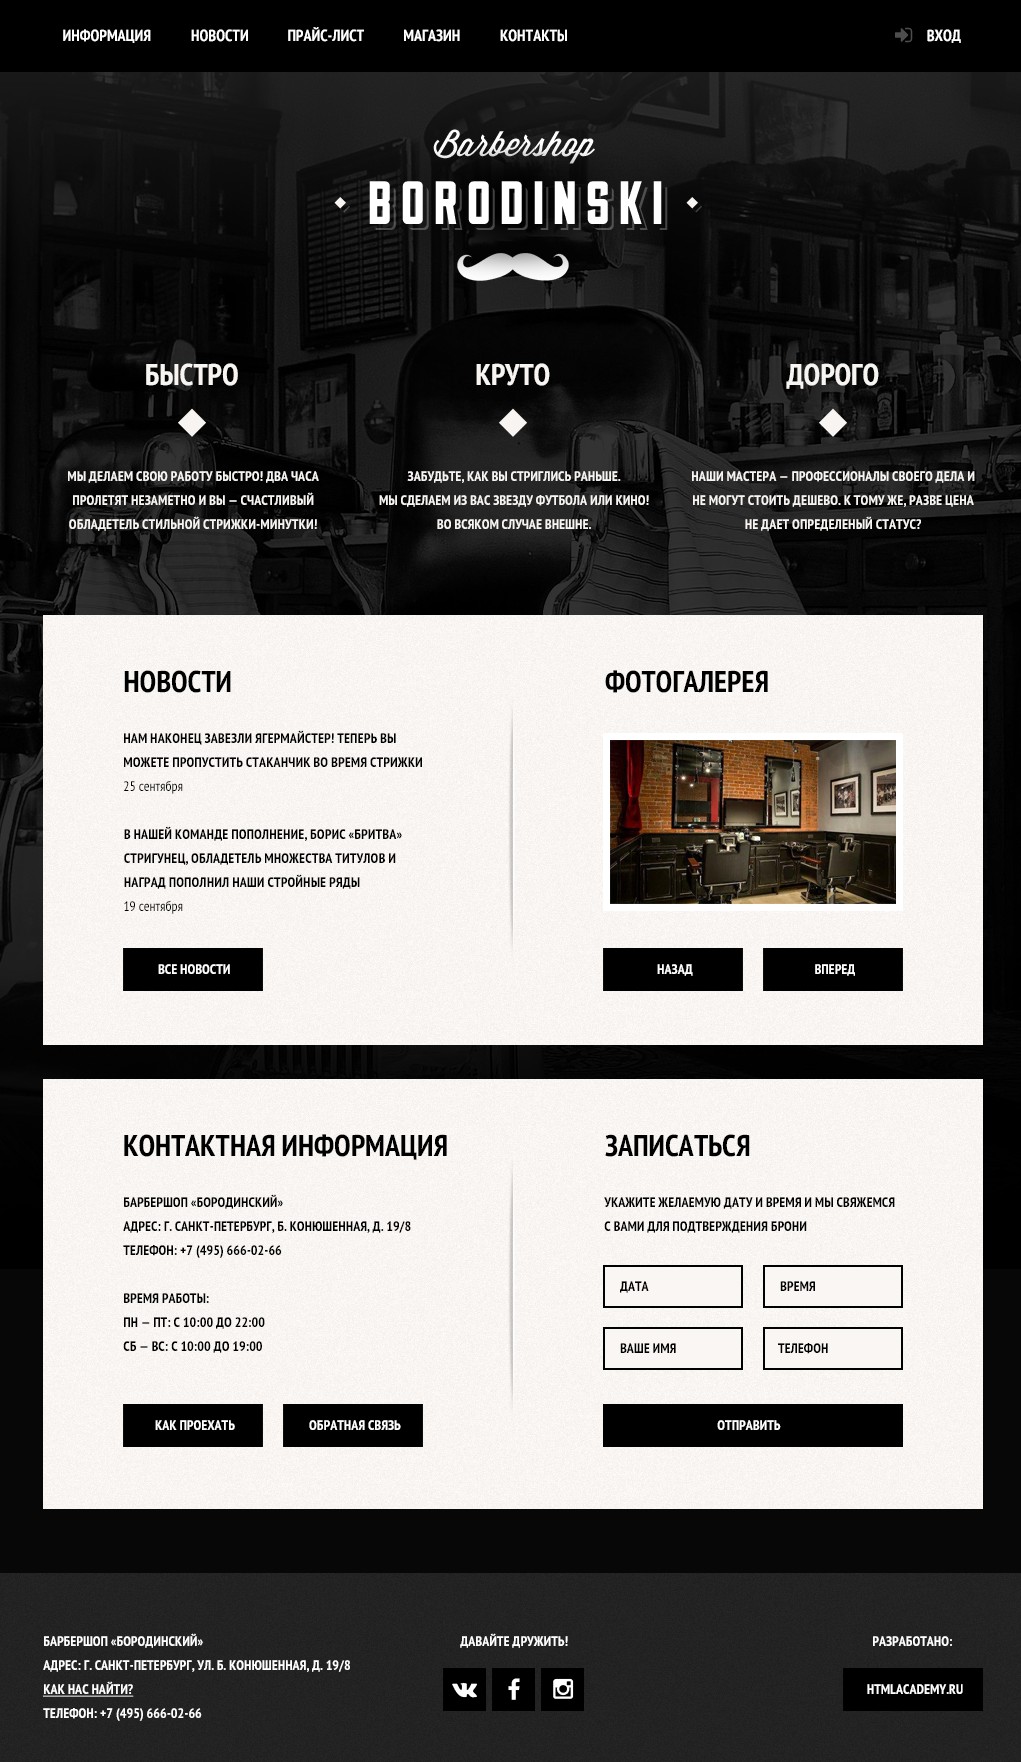 ИНФОРМАЦИЯ НОВОСТИ ПРАЙС-ЛИСТ МАГАЗИН КОНТАКТЫ ВХОД
Barbershop
BORODINSKI
БЫСТРО
МЫ ДЕЛАЕМ СВОЮ РАБОТУ БЫСТРО! ДВА ЧАСА
ПРОЛЕТЯТ НЕЗАМЕТНО И ВЫ — СЧАСТЛИВЫЙ
ОБЛАДЕТЕЛЬ СТИЛЬНОЙ СТРИЖКИ-МИНУТКИ!
КРУТО
ЗАБУДЬТЕ, КАК ВЫ СТРИГЛИСЬ РАНЬШЕ.
МЫ СДЕЛАЕМ ИЗ ВАС ЗВЕЗДУ ФУТБОЛА ИЛИ КИНО!
ВО ВСЯКОМ СЛУЧАЕ ВНЕШНЕ.
ДОРОГО
НАШИ МАСТЕРА — ПРОФЕССИОНАЛЫ СВОЕГО ДЕЛА И
НЕ МОГУТ СТОИТЬ ДЕШЕВО. К ТОМУ ЖЕ, РАЗВЕ ЦЕНА
НЕ ДАЕТ ОПРЕДЕЛЕНЫЙ СТАТУС?
НОВОСТИ
НАМ НАКОНЕЦ ЗАВЕЗЛИ ЯГЕРМАЙСТЕР! ТЕПЕРЬ ВЫ
МОЖЕТЕ ПРОПУСТИТЬ СТАКАНЧИК ВО ВРЕМЯ СТРИЖКИ
25 сентября
В НАШЕЙ КОМАНДЕ ПОПОЛНЕНИЕ, БОРИС «БРИТВА»
СТРИГУНЕЦ, ОБЛАДЕТЕЛЬ МНОЖЕСТВА ТИТУЛОВ И
НАГРАД ПОПОЛНИЛ НАШИ СТРОЙНЫЕ РЯДЫ
19 сентября
ВСЕ НОВОСТИ
ФОТОГАЛЕРЕЯ
НАЗАД ВПЕРЕД
КОНТАКТНАЯ ИНФОРМАЦИЯ
БАРБЕРШОП «БОРОДИНСКИЙ»
АДРЕС: Г. САНКТ-ПЕТЕРБУРГ, Б. КОНЮШЕННАЯ, Д. 19/8
ТЕЛЕФОН: +7 (495) 666-02-66
ВРЕМЯ РАБОТЫ:
ПН — ПТ: С 10:00 ДО 22:00
СБ — ВС: С 10:00 ДО 19:00
КАК ПРОЕХАТЬ ОБРАТНАЯ СВЯЗЬ
ЗАПИСАТЬСЯ
УКАЖИТЕ ЖЕЛАЕМУЮ ДАТУ И ВРЕМЯ И МЫ СВЯЖЕМСЯ
С ВАМИ ДЛЯ ПОДТВЕРЖДЕНИЯ БРОНИ
ДАТА ВРЕМЯ
ВАШЕ ИМЯ ТЕЛЕФОН
ОТПРАВИТЬ
БАРБЕРШОП «БОРОДИНСКИЙ»
АДРЕС: Г. САНКТ-ПЕТЕРБУРГ, УЛ. Б. КОНЮШЕННАЯ, Д. 19/8
КАК НАС НАЙТИ?
ТЕЛЕФОН: +7 (495) 666-02-66
ДАВАЙТЕ ДРУЖИТЬ!
РАЗРАБОТАНО:
HTMLACADEMY.RU